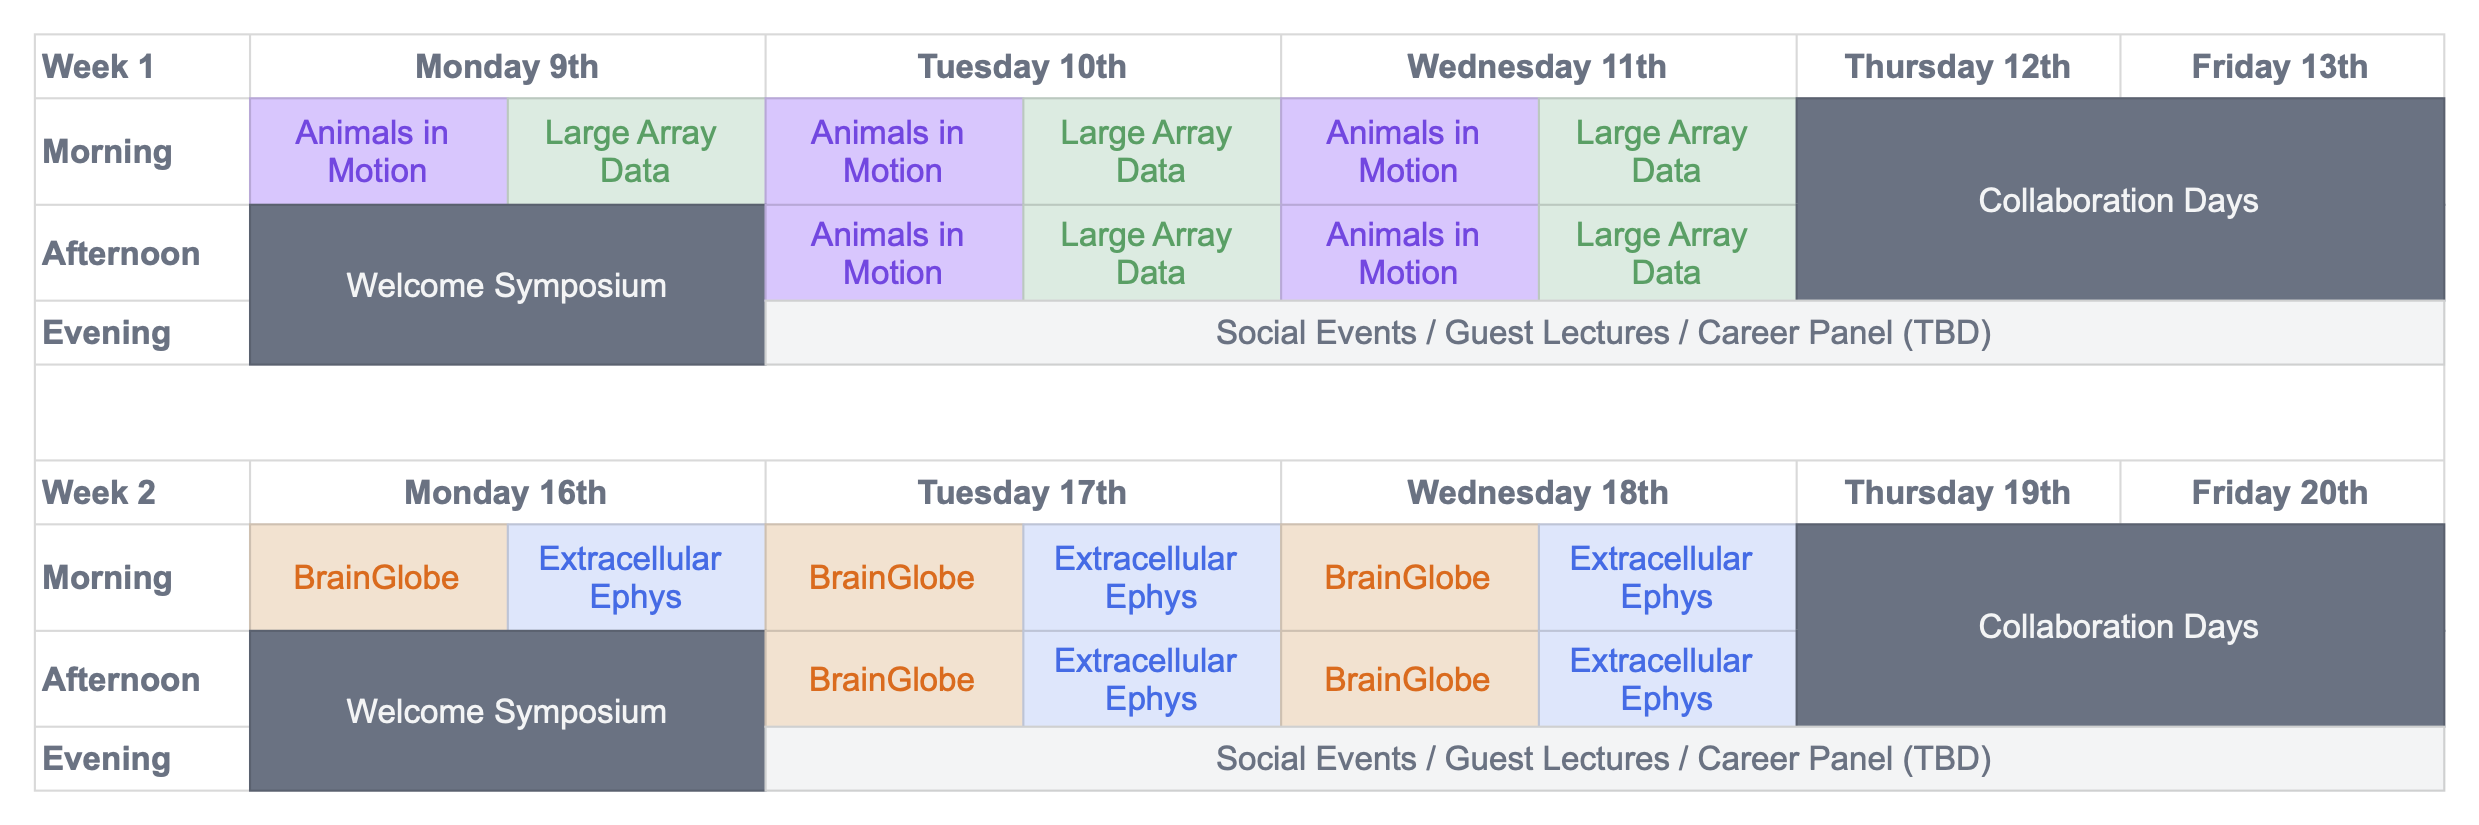 Week 1 Monday 9th Tuesday 10th Wednesday 11th Thursday 12th Friday 13th
Morning
Animals in Motion
Large Array Data
Animals in Motion
Large Array Data
Animals in Motion
Large Array Data
Collaboration Days
Afternoon
Welcome Symposium
Animals in Motion
Large Array Data
Animals in Motion
Large Array Data
Evening
Social Events / Guest Lectures / Career Panel (TBD)
Week 2 Monday 16th Tuesday 17th Wednesday 18th Thursday 19th Friday 20th
Morning
BrainGlobe
Extracellular Ephys
BrainGlobe
Extracellular Ephys
BrainGlobe
Extracellular Ephys
Collaboration Days
Afternoon
Welcome Symposium
BrainGlobe
Extracellular Ephys
BrainGlobe
Extracellular Ephys
Evening
Social Events / Guest Lectures / Career Panel (TBD)